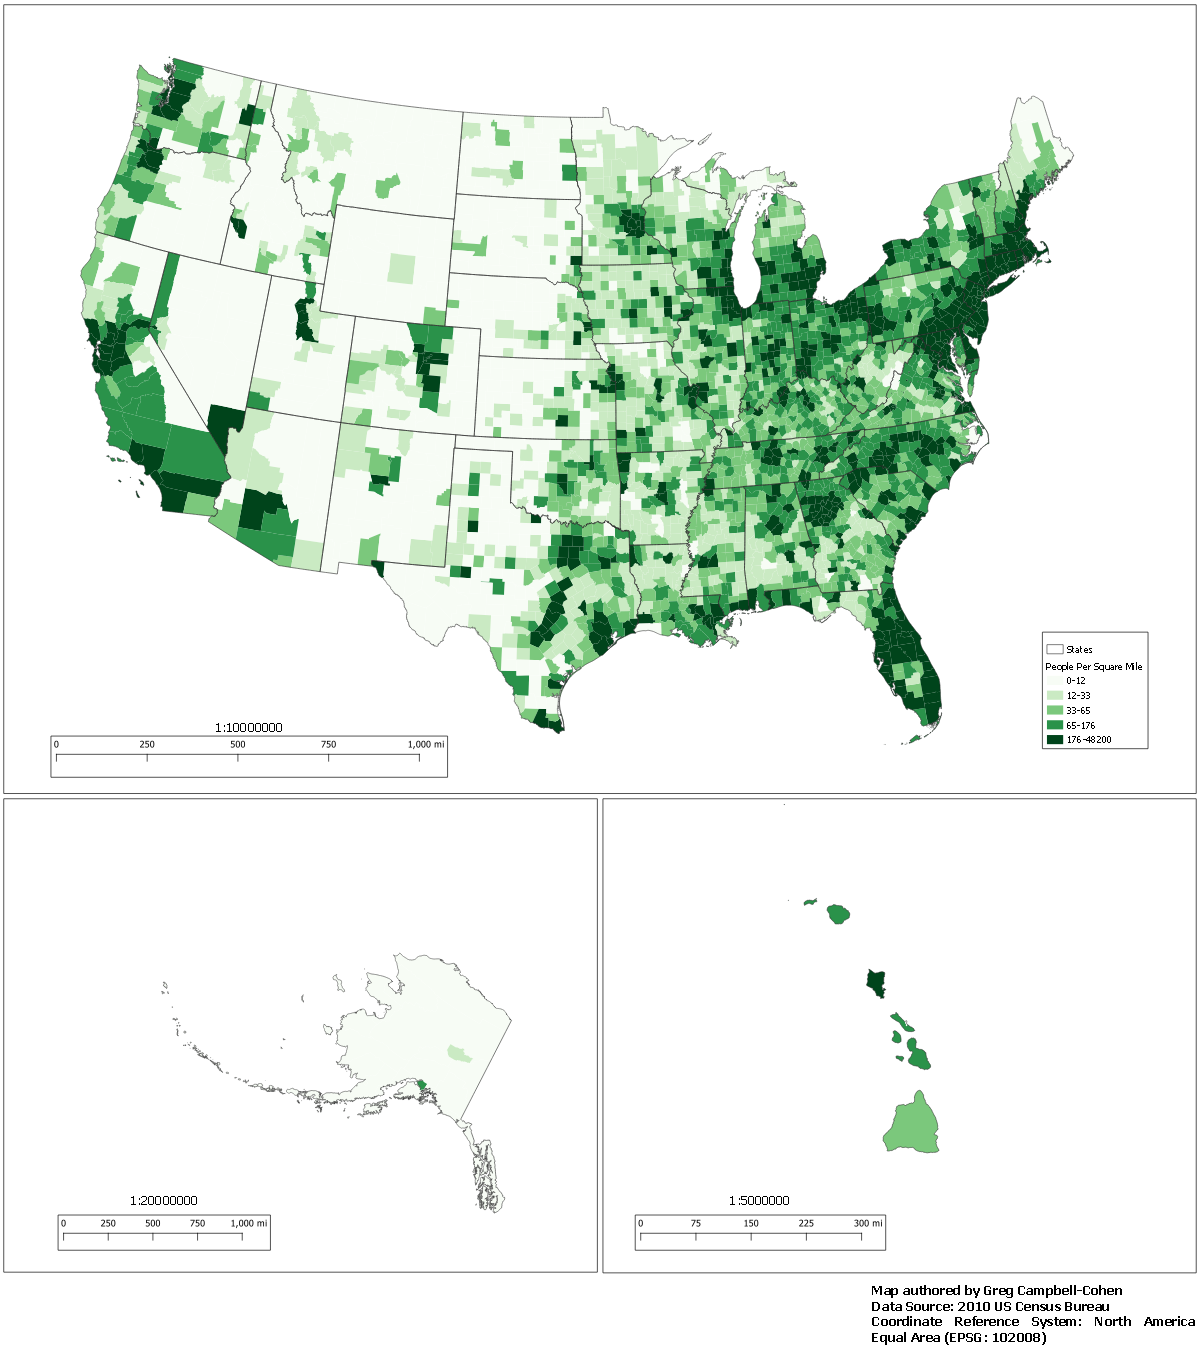 States
People Per Square Mile
0-12
12-33
33-65
65-176
176-48200
1:10000000
0 250 500 750 1,000 mi
1:20000000
0 250 500 750 1,000 mi
1:5000000
0 75 150 225 300 mi
Map authored by Greg Campbell-Cohen
Data Source: 2010 US Census Bureau
Coordinate Reference System: North America
Equal Area (EPSG: 102008)